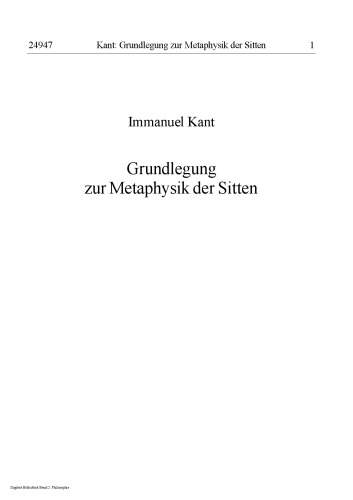 24947 Kant: Grundlegung zur Metaphysik der Sitten 1
Immanuel Kant
Grundlegung
zur Metaphysik der Sitten
Digitale Bibliothek Band 2: Philosophie